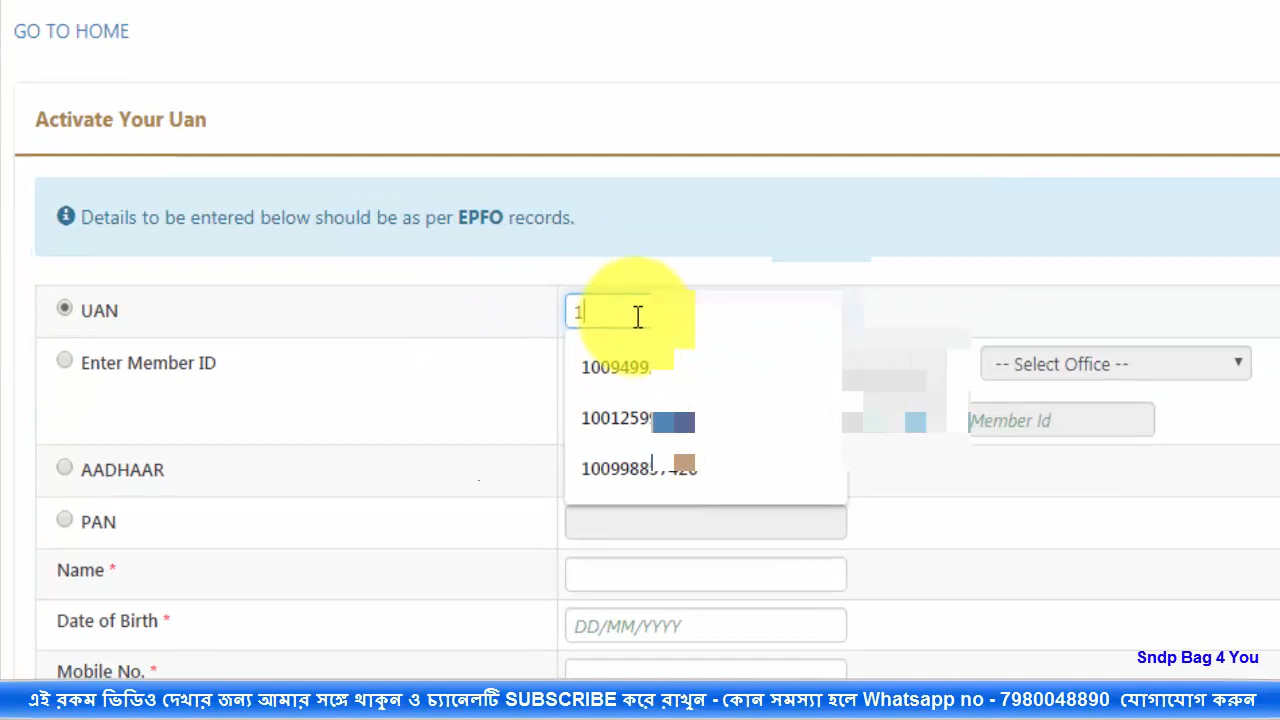 GO TO HOME
Activate Your Uan
Details to be entered below should be as per EPFO records.
UAN
1
Enter Member ID
-- Select Office --
Member Id
AADHAAR
PAN
Name *
Date of Birth *
DD/MM/YYYY
Mobile No. *
Sndp Bag 4 You
এই রকম ভিডিও দেখার জন্য আমার সঙ্গে থাকুন ও চ্যানেলটি SUBSCRIBE করে রাখুন - কোন সমস্যা হলে Whatsapp no - 7980048890 যোগাযোগ করুন